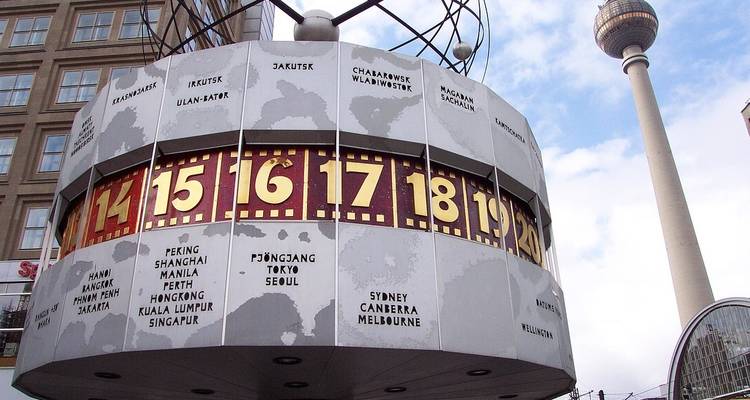 KRASNOJARSK
IRKUTSK
ULAN-BATOR
JAKUTSK
CHABAROWSK
WLADIWOSTOK
MAGADAN
SACHALIN
KAMTSCHATKA
14 15 16 17 18 19 20
HANOI
BANGKOK
PHNOM PENH
JAKARTA
PEKING
SHANGHAI
MANILA
PERTH
HONGKONG
KUALA LUMPUR
SINGAPUR
PJÖNGJANG
TOKYO
SEOUL
SYDNEY
CANBERRA
MELBOURNE
WELLINGTON